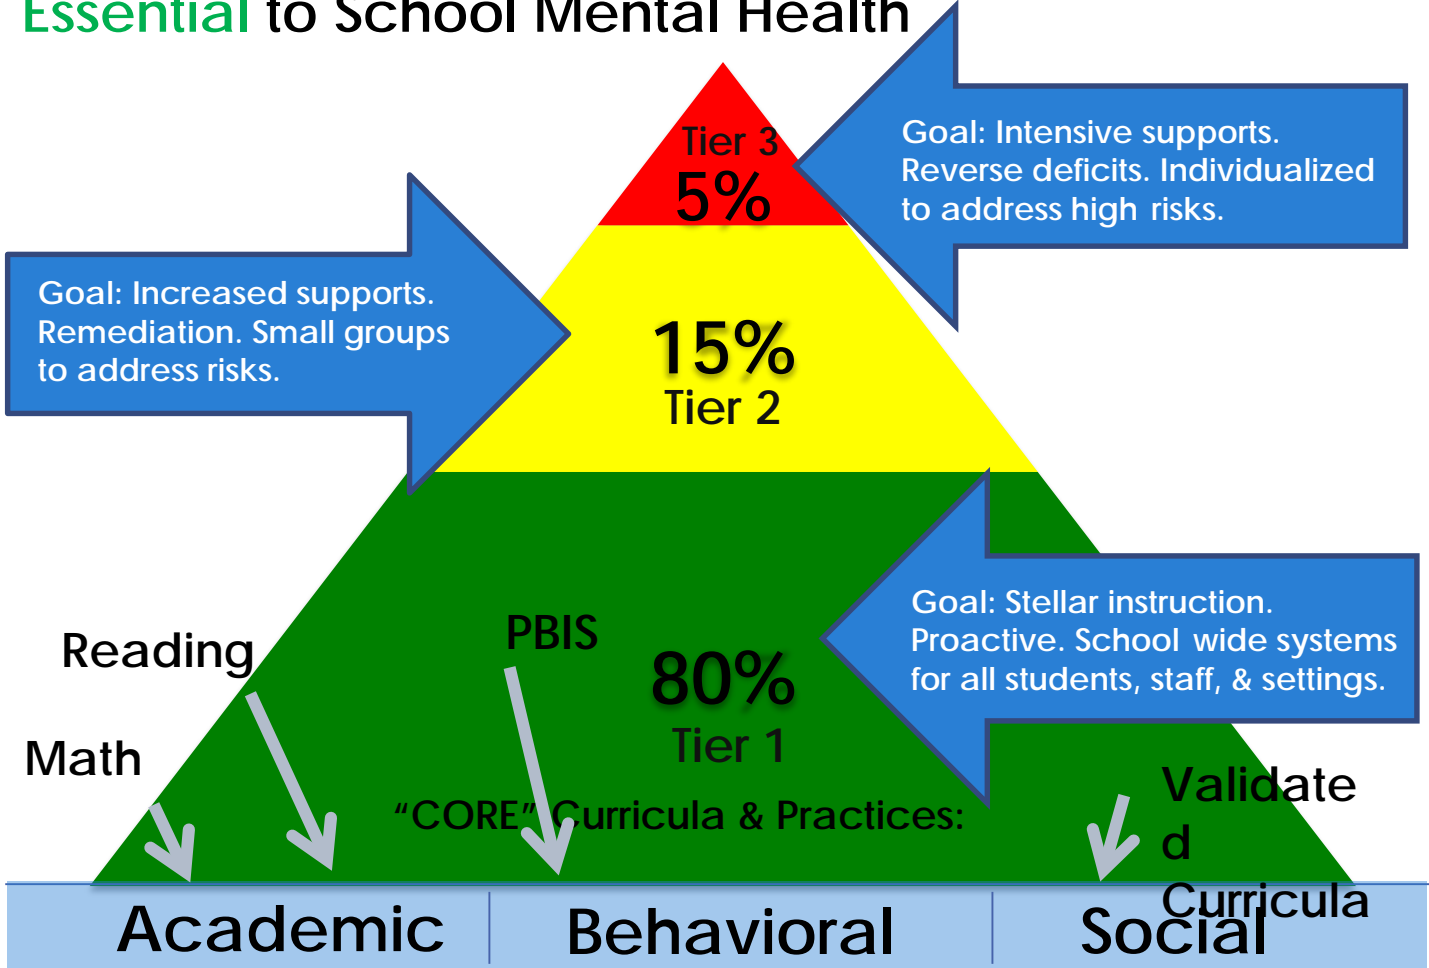 Essential to School Mental Health
Tier 3
5%
Goal: Intensive supports.
Reverse deficits. Individualized
to address high risks.
Goal: Increased supports.
Remediation. Small groups
to address risks.
15%
Tier 2
Goal: Stellar instruction.
Proactive. School wide systems
for all students, staff, & settings.
Reading
PBIS
80%
Tier 1
Math
“CORE” Curricula & Practices:
Validate
d
Curricula
Academic
Behavioral
Social